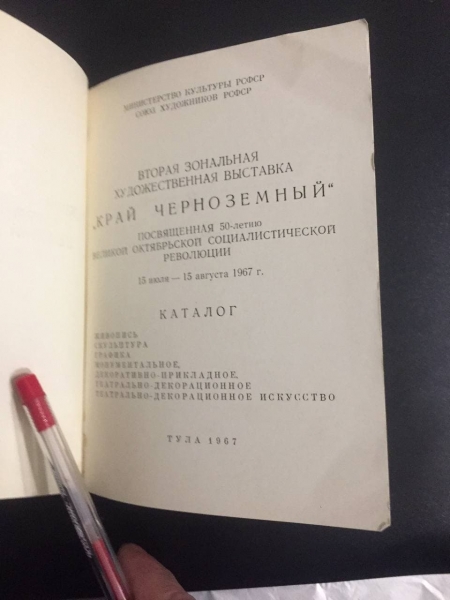 МИНИСТЕРСТВО КУЛЬТУРЫ РСФСР
СОЮЗ ХУДОЖНИКОВ РСФСР
ВТОРАЯ ЗОНАЛЬНАЯ
ХУДОЖЕСТВЕННАЯ ВЫСТАВКА
„КРАЙ ЧЕРНОЗЕМНЫЙ“
ПОСВЯЩЕННАЯ 50-летию
ВЕЛИКОЙ ОКТЯБРЬСКОЙ СОЦИАЛИСТИЧЕСКОЙ
РЕВОЛЮЦИИ
15 июля — 15 августа 1967 г.
КАТАЛОГ
ЖИВОПИСЬ
СКУЛЬПТУРА
ГРАФИКА
МОНУМЕНТАЛЬНОЕ,
ДЕКОРАТИВНО-ПРИКЛАДНОЕ,
ТЕАТРАЛЬНО-ДЕКОРАЦИОННОЕ
ТЕАТРАЛЬНО-ДЕКОРАЦИОННОЕ ИСКУССТВО
ТУЛА 1967